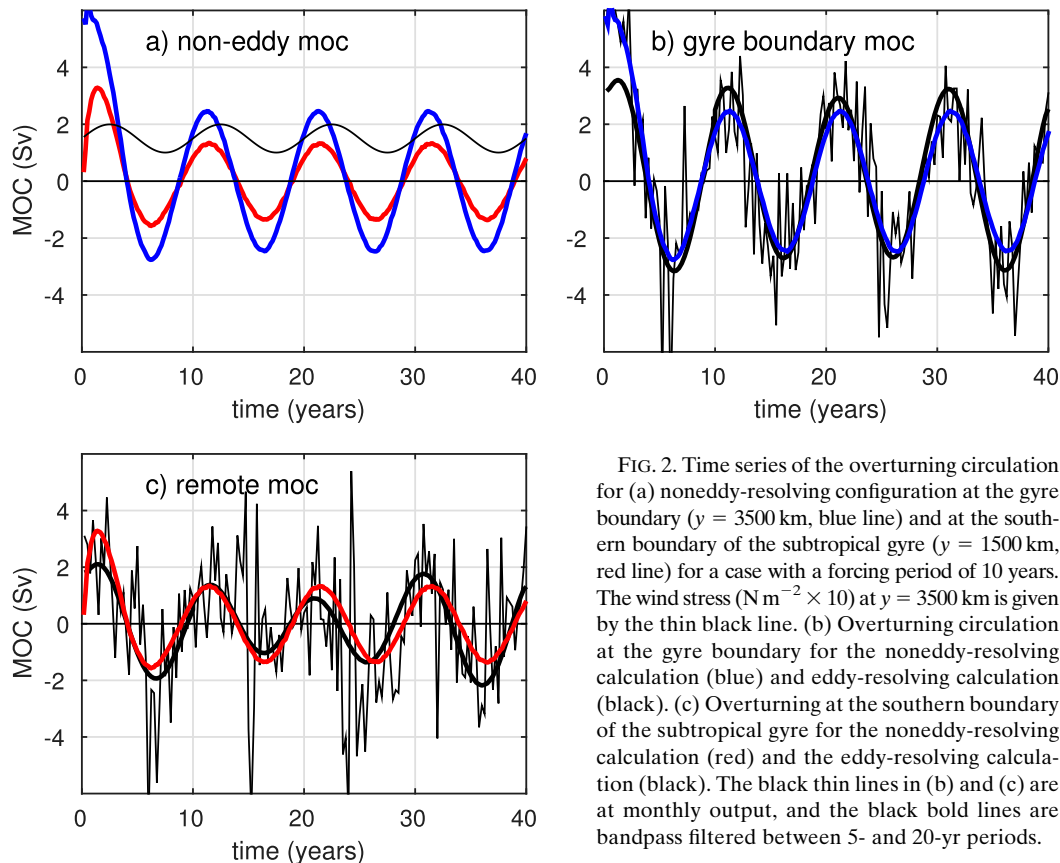 a) non-eddy moc
MOC (Sv)
4
2
0
-2
-4
0
10
20
30
40
time (years)
b) gyre boundary moc
4
2
0
-2
-4
0
10
20
30
40
time (years)
c) remote moc
MOC (Sv)
4
2
0
-2
-4
0
10
20
30
40
time (years)
FIG. 2. Time series of the overturning circulation
for (a) noneddy-resolving configuration at the gyre
boundary (y = 3500 km, blue line) and at the south-
ern boundary of the subtropical gyre (y = 1500 km,
red line) for a case with a forcing period of 10 years.
The wind stress (N m⁻² × 10) at y = 3500 km is given
by the thin black line. (b) Overturning circulation
at the gyre boundary for the noneddy-resolving
calculation (blue) and eddy-resolving calculation
(black). (c) Overturning at the southern boundary
of the subtropical gyre for the noneddy-resolving
calculation (red) and the eddy-resolving calcula-
tion (black). The black thin lines in (b) and (c) are
at monthly output, and the black bold lines are
bandpass filtered between 5- and 20-yr periods.